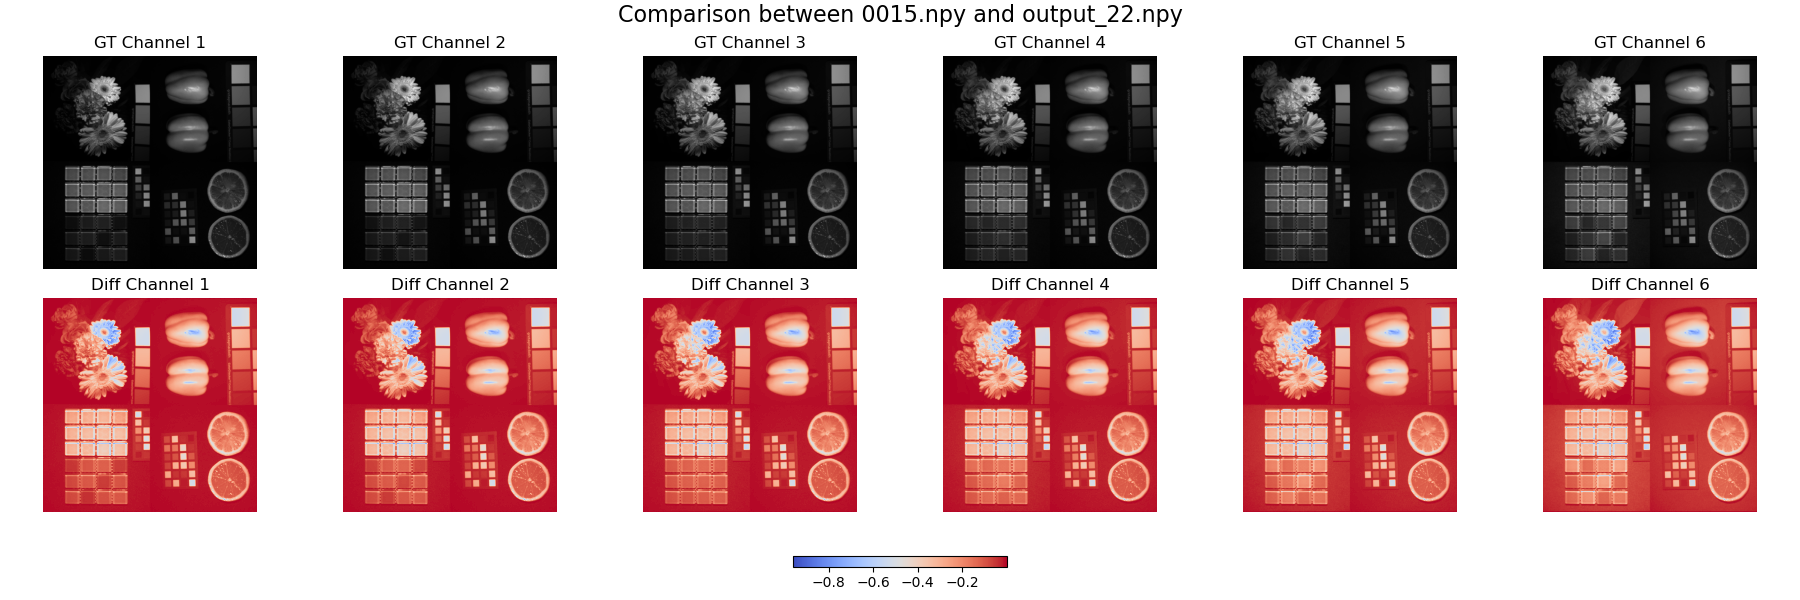 Comparison between 0015.npy and output_22.npy
GT Channel 1 GT Channel 2 GT Channel 3 GT Channel 4 GT Channel 5 GT Channel 6
Diff Channel 1 Diff Channel 2 Diff Channel 3 Diff Channel 4 Diff Channel 5 Diff Channel 6
−0.8 −0.6 −0.4 −0.2